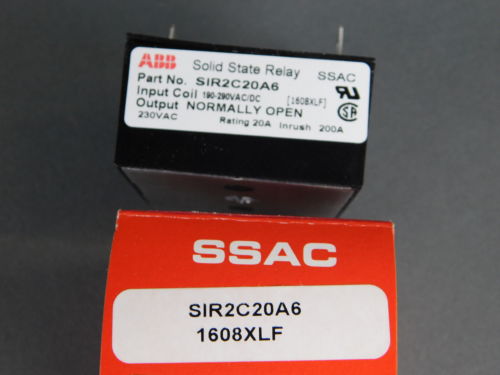 ABB Solid State Relay SSAC
Part No. SIR2C20A6
Input Coil 190-290VAC/DC [1608XLF]
Output NORMALLY OPEN
230VAC Rating 20A Inrush 200A
SSAC
SIR2C20A6
1608XLF